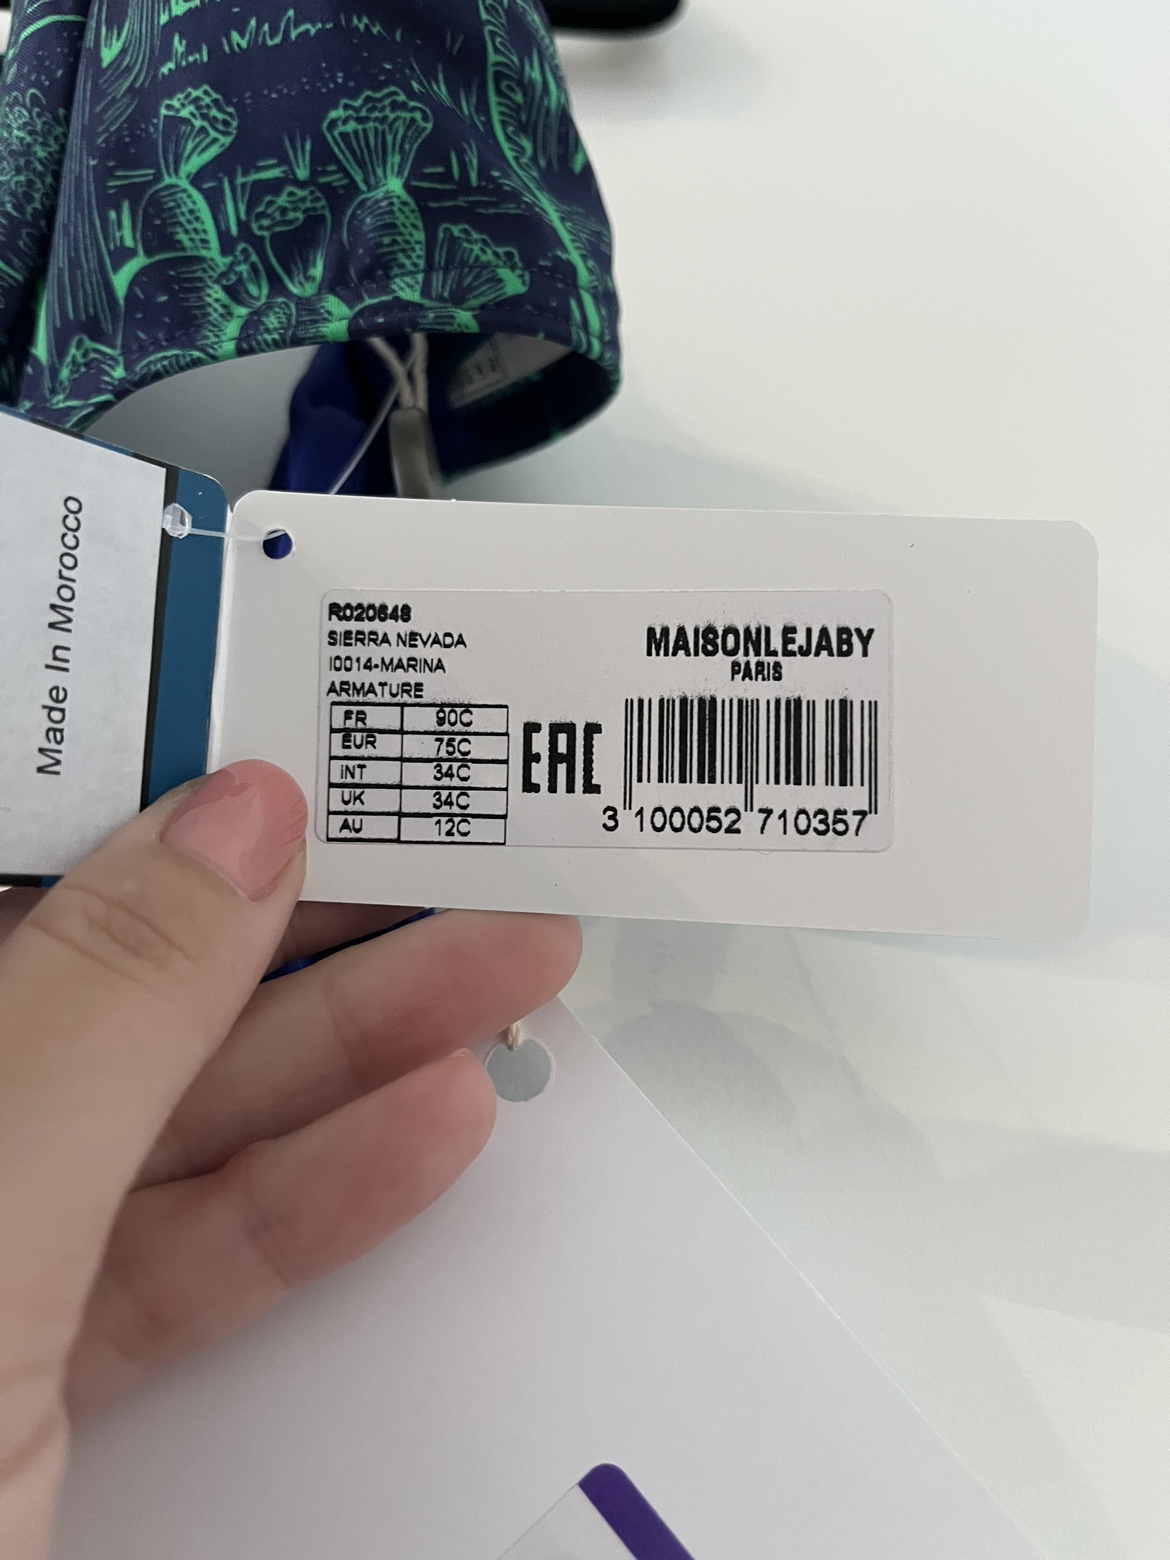 Made In Morocco
R020648
SIERRA NEVADA
I0014-MARINA
ARMATURE
FR 90C
EUR 75C
INT 34C
UK 34C
AU 12C
EAC
MAISONLEJABY
PARIS
3 100052 710357